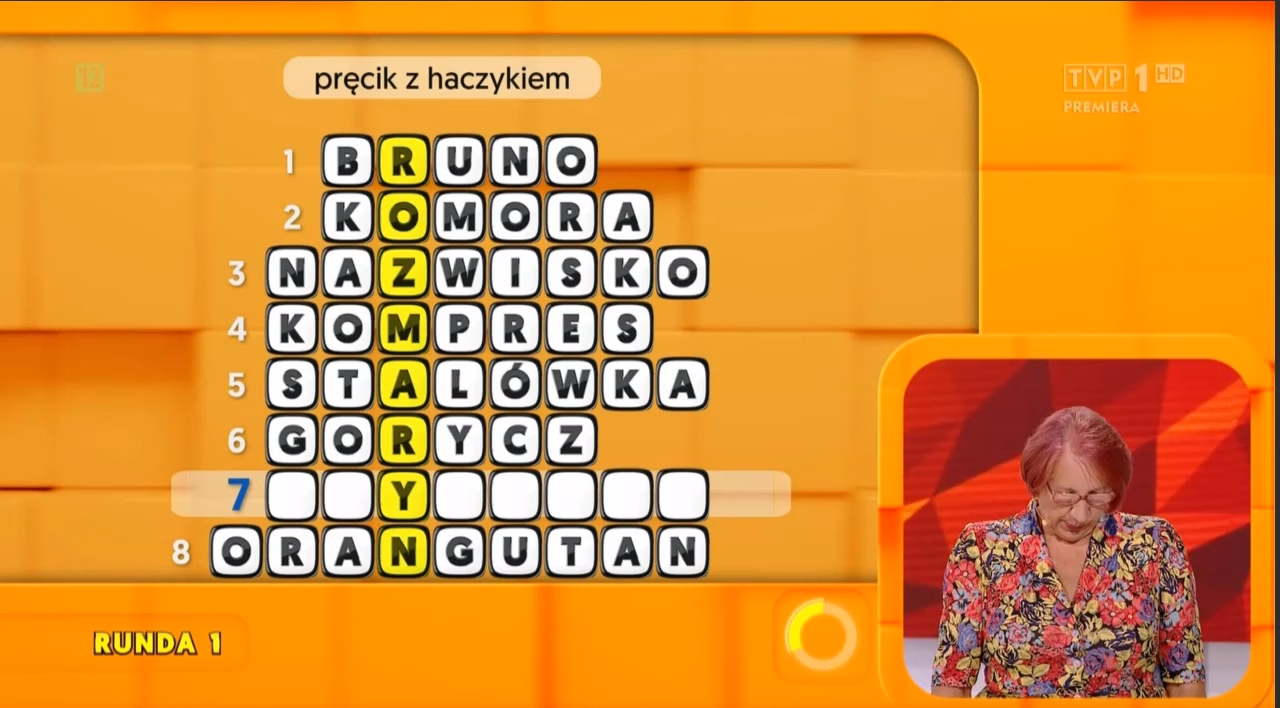 pręcik z haczykiem
12
TVP 1 HD
PREMIERA
1 BRUNO
2 KOMORA
3 NAZWISKO
4 KOMPRES
5 STALÓWKA
6 GORYCZ
7 Y
8 ORANGUTAN
RUNDA 1